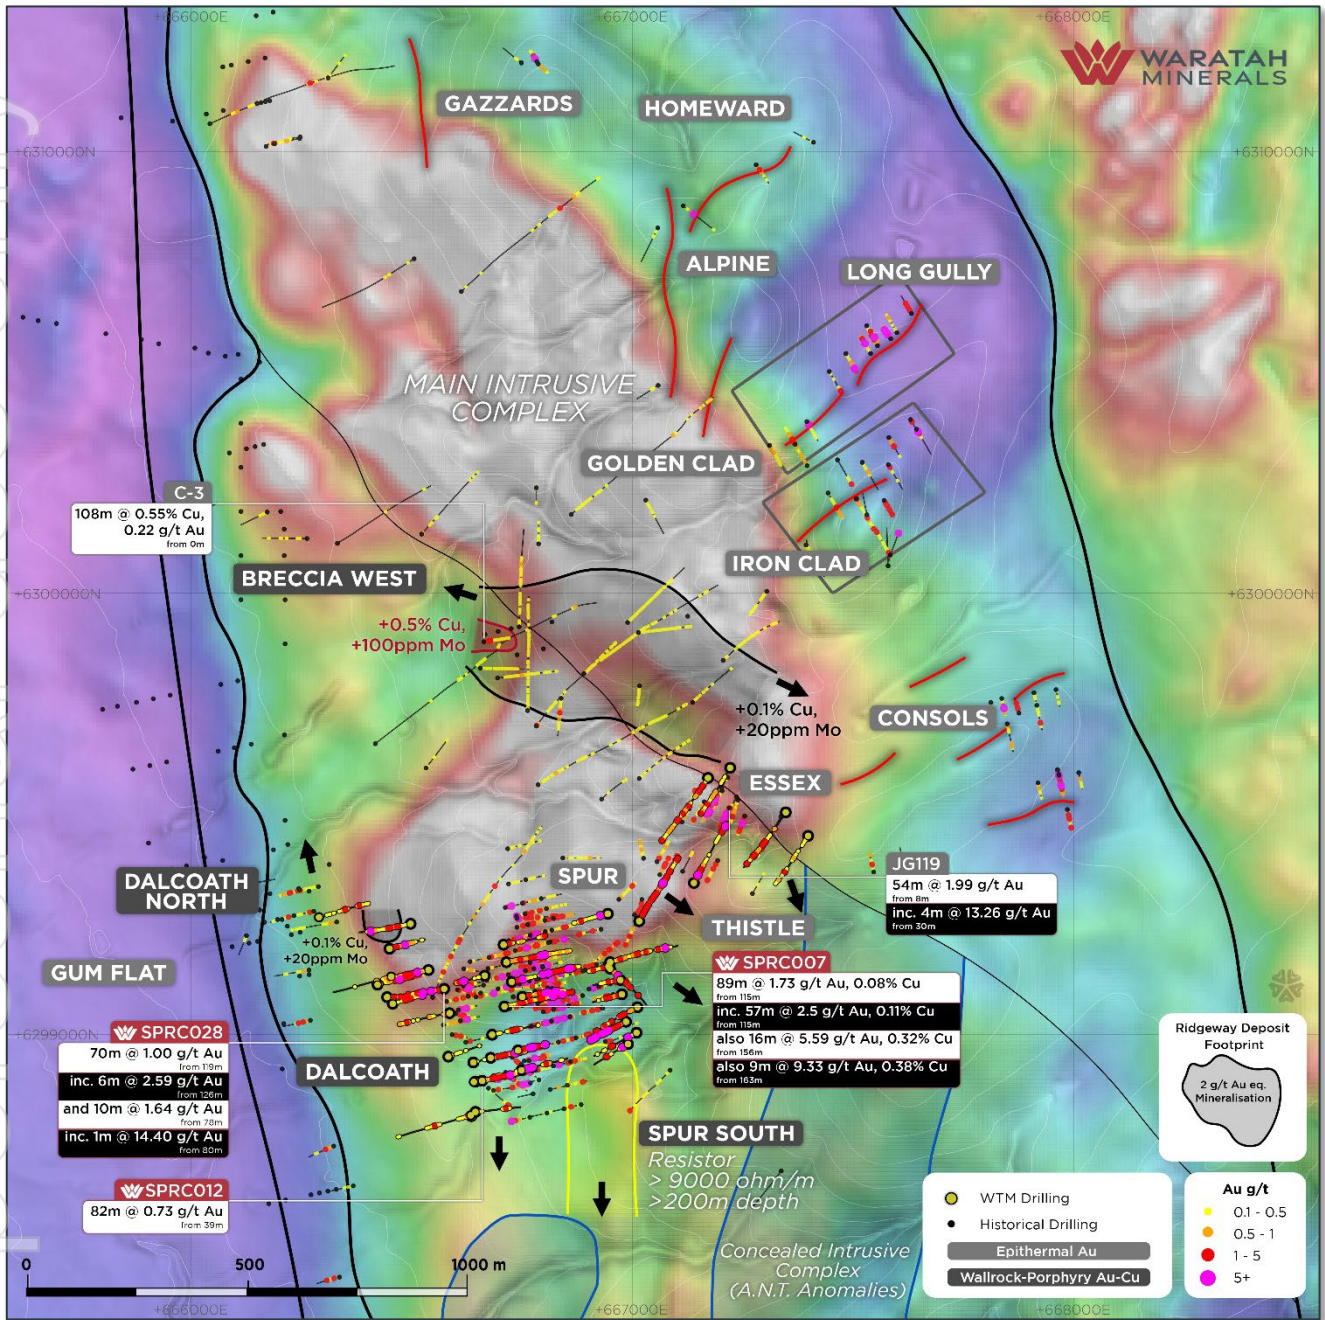 +666000E
+667000E
+668000E
WARATAH
MINERALS
GAZZARDS
HOMEWARD
+6310000N
+6310000N
ALPINE
LONG GULLY
MAIN INTRUSIVE
COMPLEX
GOLDEN CLAD
C-3
108m @ 0.55% Cu,
0.22 g/t Au
from 0m
IRON CLAD
BRECCIA WEST
+6300000N
+6300000N
+0.5% Cu,
+100ppm Mo
+0.1% Cu,
+20ppm Mo
CONSOLS
ESSEX
SPUR
JG119
54m @ 1.99 g/t Au
from 8m
inc. 4m @ 13.26 g/t Au
from 30m
DALCOATH
NORTH
THISTLE
+0.1% Cu,
+20ppm Mo
GUM FLAT
SPRC007
89m @ 1.73 g/t Au, 0.08% Cu
from 115m
inc. 57m @ 2.5 g/t Au, 0.11% Cu
from 115m
also 16m @ 5.59 g/t Au, 0.32% Cu
from 156m
also 9m @ 9.33 g/t Au, 0.38% Cu
from 163m
+6299000N
+6299000N
SPRC028
70m @ 1.00 g/t Au
from 119m
inc. 6m @ 2.59 g/t Au
from 126m
and 10m @ 1.64 g/t Au
from 78m
inc. 1m @ 14.40 g/t Au
from 80m
DALCOATH
Ridgeway Deposit
Footprint
2 g/t Au eq.
Mineralisation
SPUR SOUTH
Resistor
> 9000 ohm/m
>200m depth
SPRC012
82m @ 0.73 g/t Au
from 39m
Concealed Intrusive
Complex
(A.N.T. Anomalies)
WTM Drilling
Historical Drilling
Epithermal Au
Wallrock-Porphyry Au-Cu
Au g/t
0.1 - 0.5
0.5 - 1
1 - 5
5+
0
500
1000 m
+666000E
+667000E
+668000E